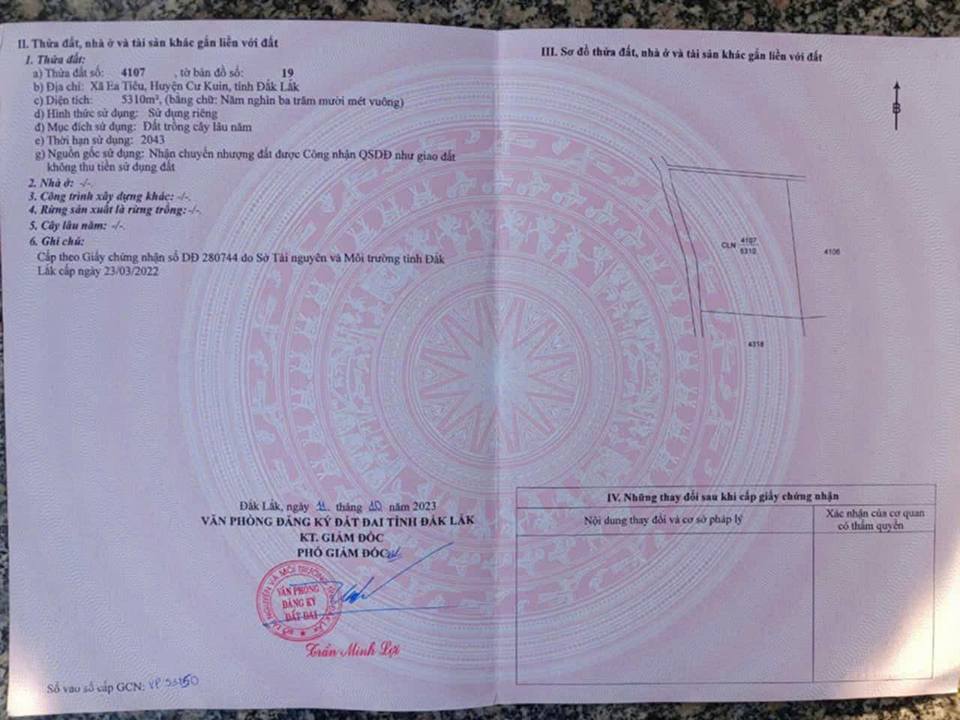 II. Thửa đất, nhà ở và tài sản khác gắn liền với đất
1. Thửa đất:
a) Thửa đất số: 4107 , tờ bản đồ số: 19
b) Địa chỉ: Xã Ea Tiêu, Huyện Cư Kuin, tỉnh Đắk Lắk
c) Diện tích: 5310m², (bằng chữ: Năm nghìn ba trăm mười mét vuông)
d) Hình thức sử dụng: Sử dụng riêng
đ) Mục đích sử dụng: Đất trồng cây lâu năm
e) Thời hạn sử dụng: 2043
g) Nguồn gốc sử dụng: Nhận chuyển nhượng đất được Công nhận QSDĐ như giao đất
không thu tiền sử dụng đất
2. Nhà ở: -/-.
3. Công trình xây dựng khác: -/-.
4. Rừng sản xuất là rừng trồng: -/-.
5. Cây lâu năm: -/-.
6. Ghi chú:
Cấp theo Giấy chứng nhận số DĐ 280744 do Sở Tài nguyên và Môi trường tỉnh Đắk
Lắk cấp ngày 23/03/2022
Đắk Lắk, ngày tháng 10 năm 2023
VĂN PHÒNG ĐĂNG KÝ ĐẤT ĐAI TỈNH ĐẮK LẮK
KT. GIÁM ĐỐC
PHÓ GIÁM ĐỐC
VĂN PHÒNG
ĐĂNG KÝ
ĐẤT ĐAI
Trần Minh Lợi
Số vào sổ cấp GCN:
III. Sơ đồ thửa đất, nhà ở và tài sản khác gắn liền với đất
B
CLN 4107
5310
4106
4318
IV. Những thay đổi sau khi cấp giấy chứng nhận
Nội dung thay đổi và cơ sở pháp lý
Xác nhận của cơ quan
có thẩm quyền